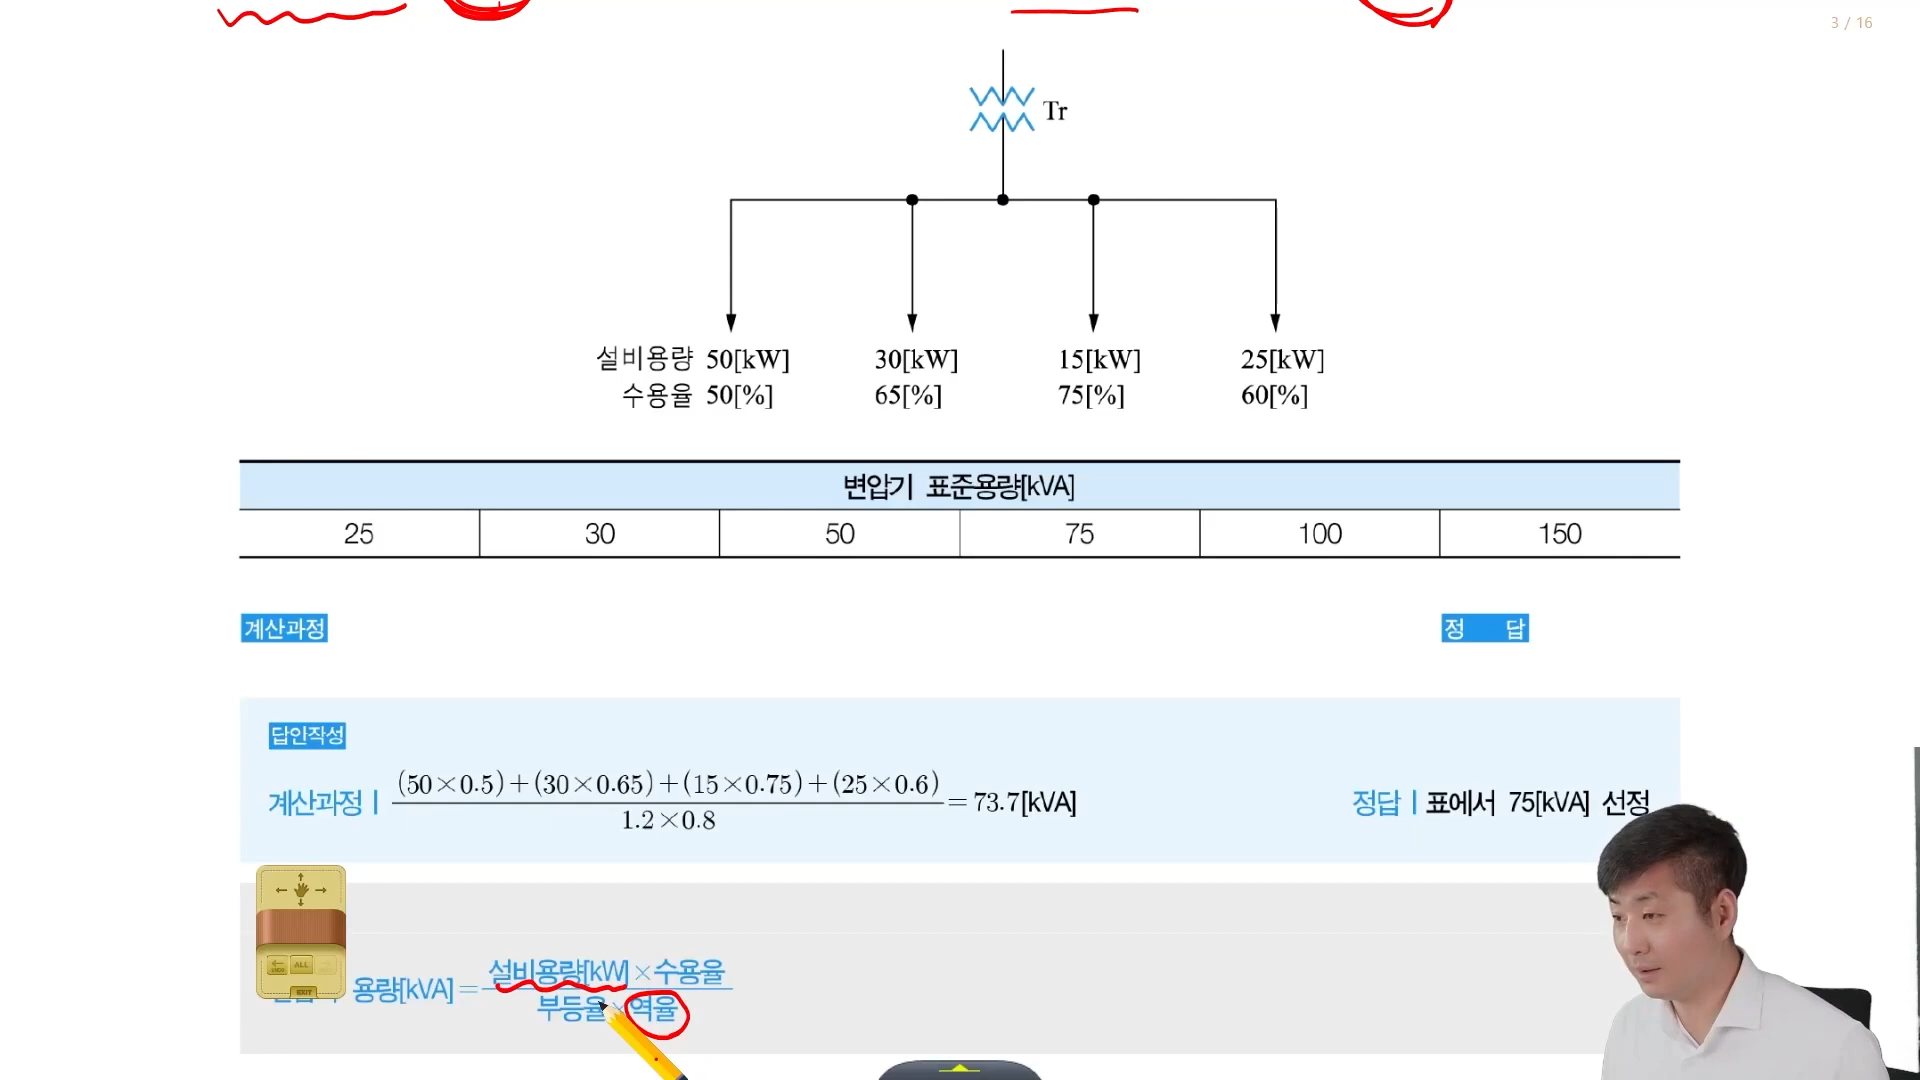 3 / 16
Tr
설비용량 50[kW] 30[kW] 15[kW] 25[kW]
수용율 50[%] 65[%] 75[%] 60[%]
변압기 표준용량[kVA]
25 30 50 75 100 150
계산과정 정 답
답안작성
계산과정 | (50×0.5)+(30×0.65)+(15×0.75)+(25×0.6) / 1.2×0.8 = 73.7[kVA] 정답 | 표에서 75[kVA] 선정
ALL
EXIT
용량[kVA] = 설비용량[kW]×수용율 / 부등율×역율